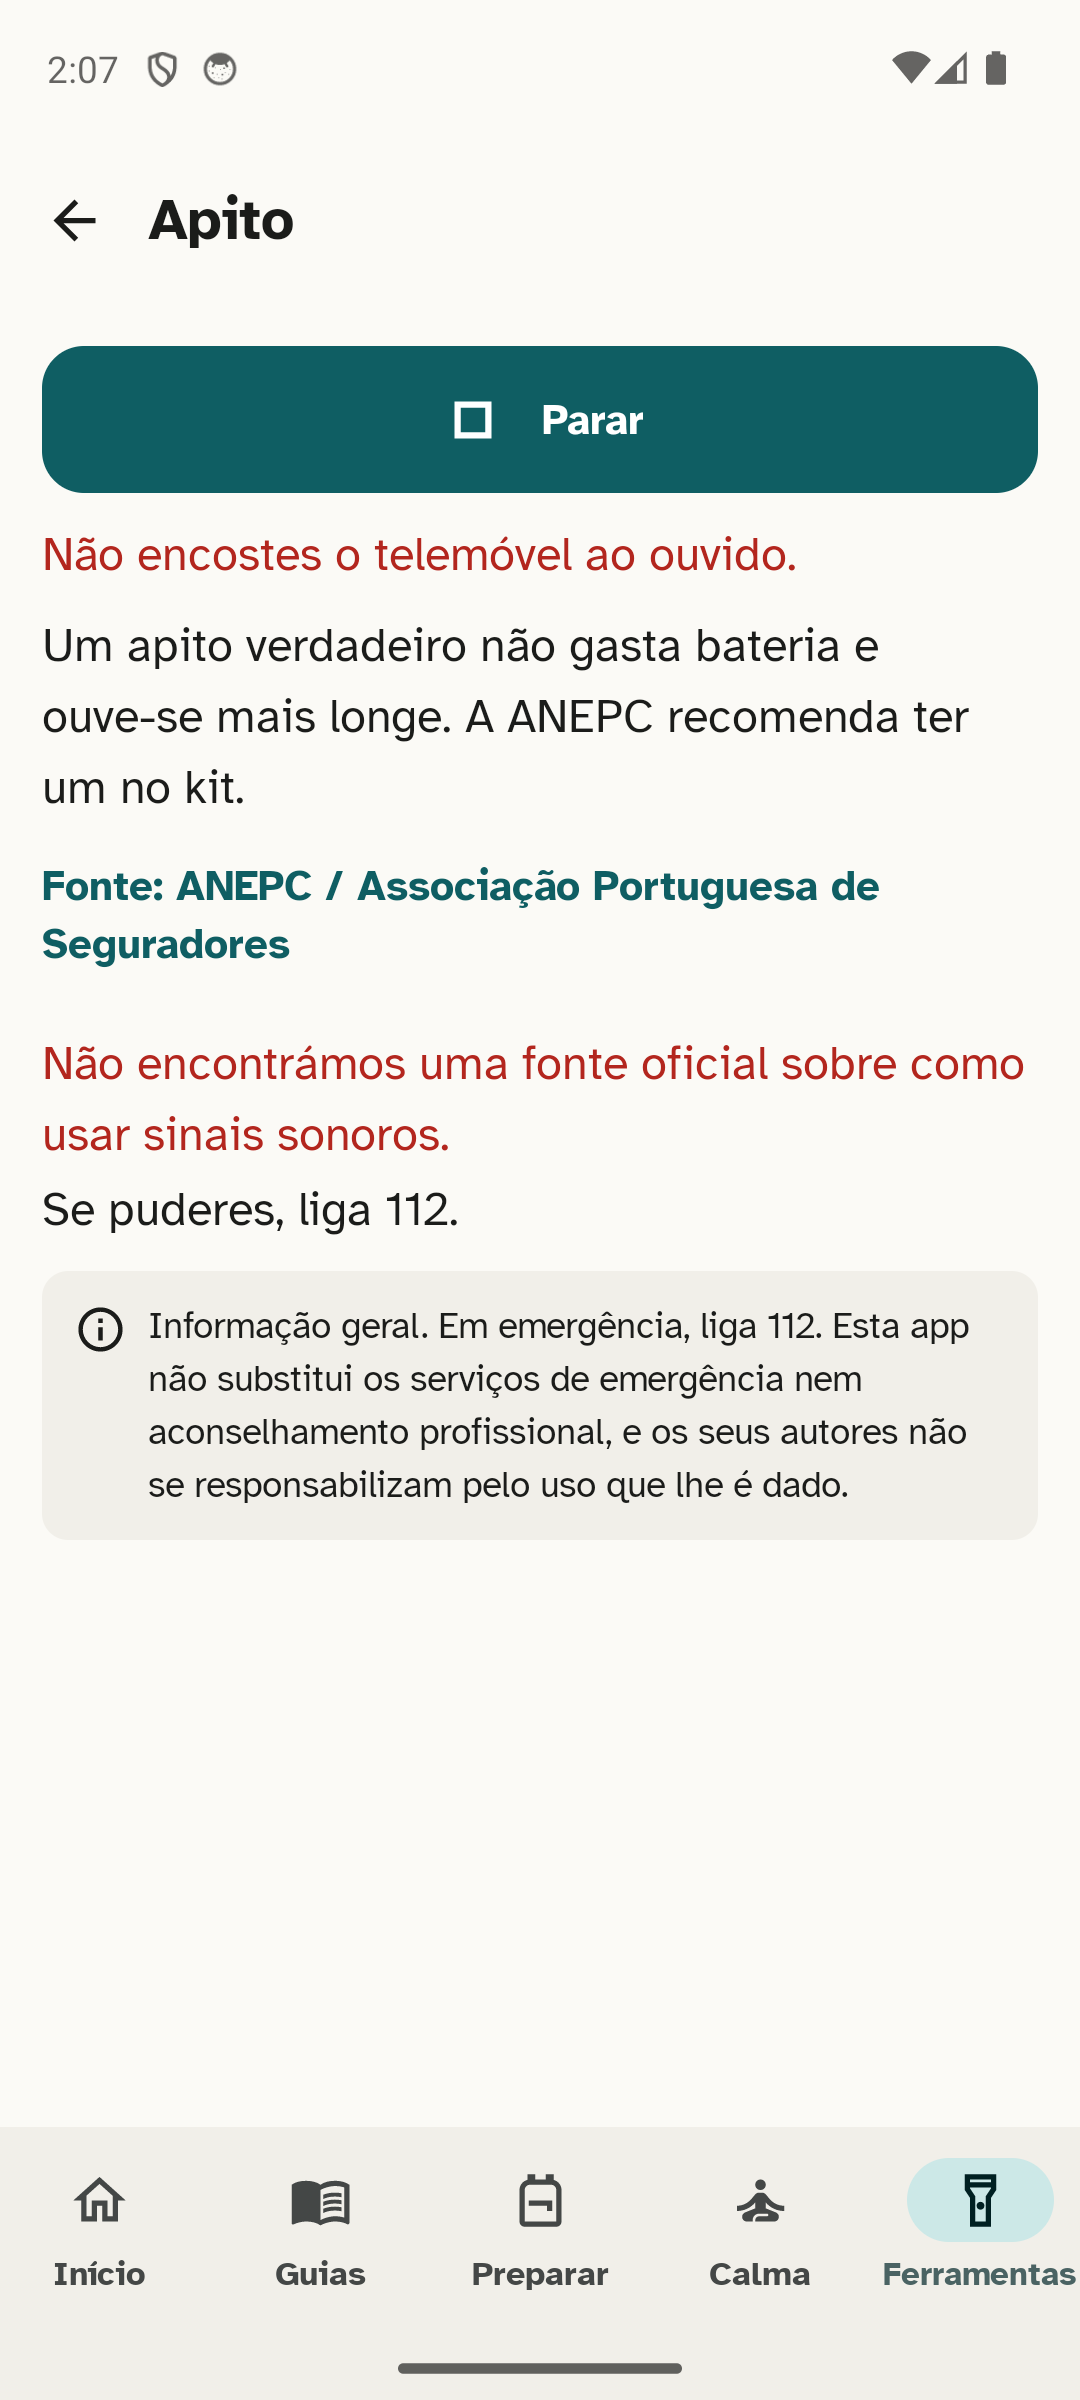 2:07
Apito
Parar
Não encostes o telemóvel ao ouvido.
Um apito verdadeiro não gasta bateria e
ouve-se mais longe. A ANEPC recomenda ter
um no kit.
Fonte: ANEPC / Associação Portuguesa de
Seguradores
Não encontrámos uma fonte oficial sobre como
usar sinais sonoros.
Se puderes, liga 112.
Informação geral. Em emergência, liga 112. Esta app
não substitui os serviços de emergência nem
aconselhamento profissional, e os seus autores não
se responsabilizam pelo uso que lhe é dado.
Início
Guias
Preparar
Calma
Ferramentas